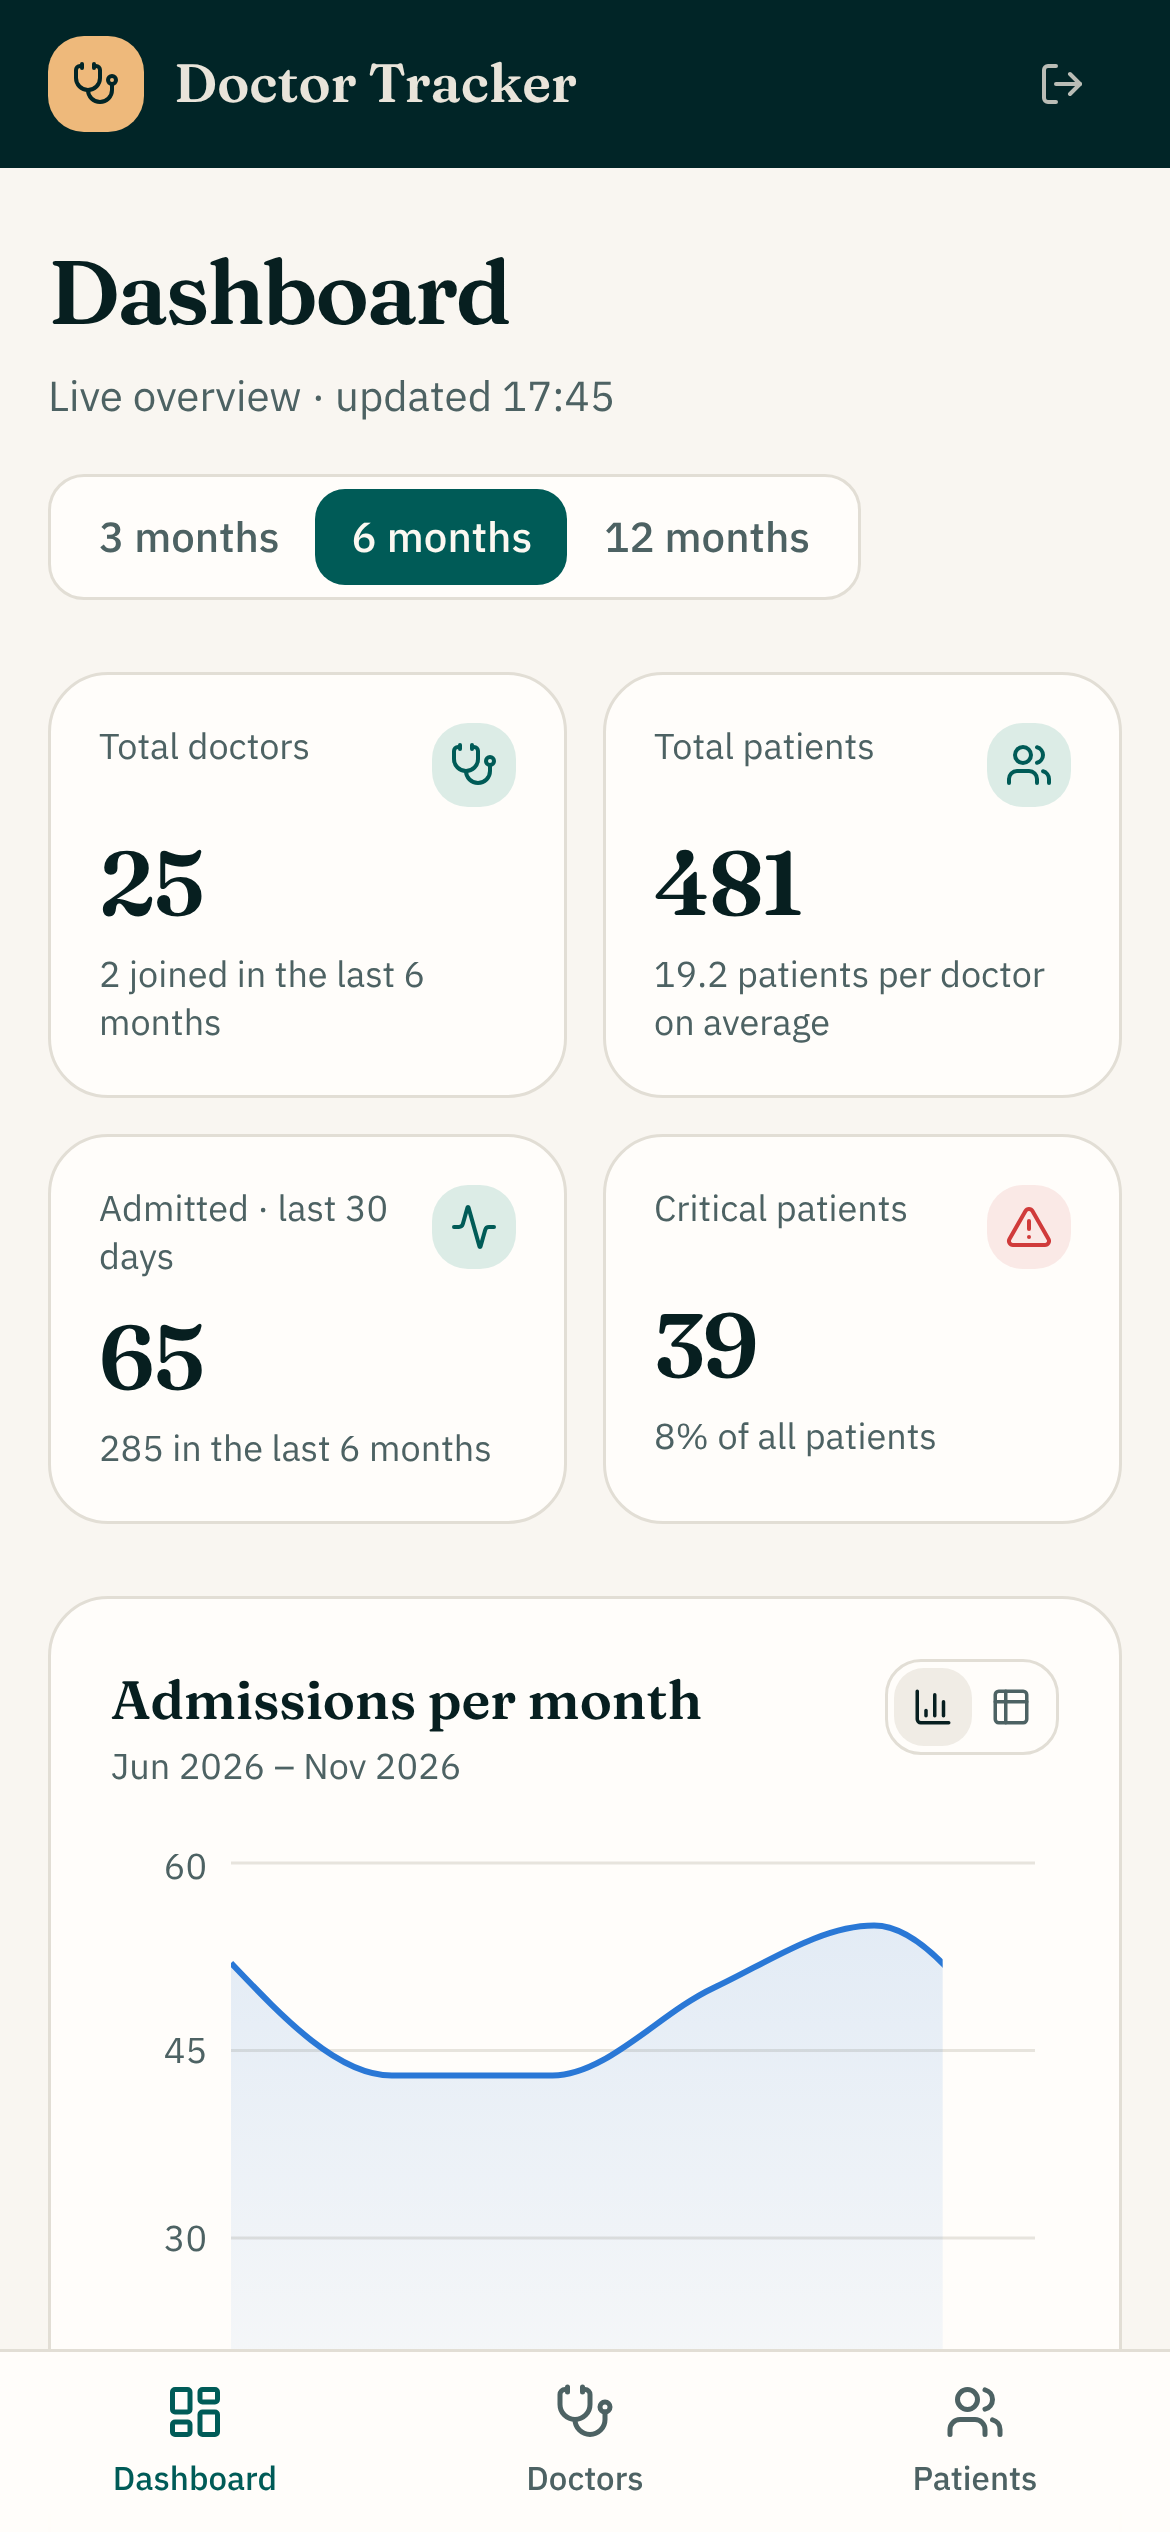 Doctor Tracker
Dashboard
Live overview · updated 17:45
3 months 6 months 12 months
Total doctors
25
2 joined in the last 6
months
Total patients
481
19.2 patients per doctor
on average
Admitted · last 30
days
65
285 in the last 6 months
Critical patients
39
8% of all patients
Admissions per month
Jun 2026 – Nov 2026
60
45
30
Dashboard Doctors Patients